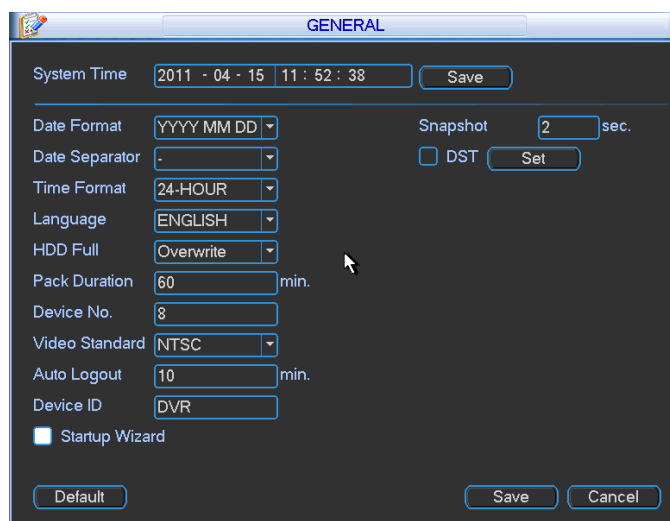 GENERAL
System Time 2011 - 04 - 15 11 : 52 : 38 Save
Date Format YYYY MM DD Snapshot 2 sec.
Date Separator - DST Set
Time Format 24-HOUR
Language ENGLISH
HDD Full Overwrite
Pack Duration 60 min.
Device No. 8
Video Standard NTSC
Auto Logout 10 min.
Device ID DVR
Startup Wizard
Default Save Cancel